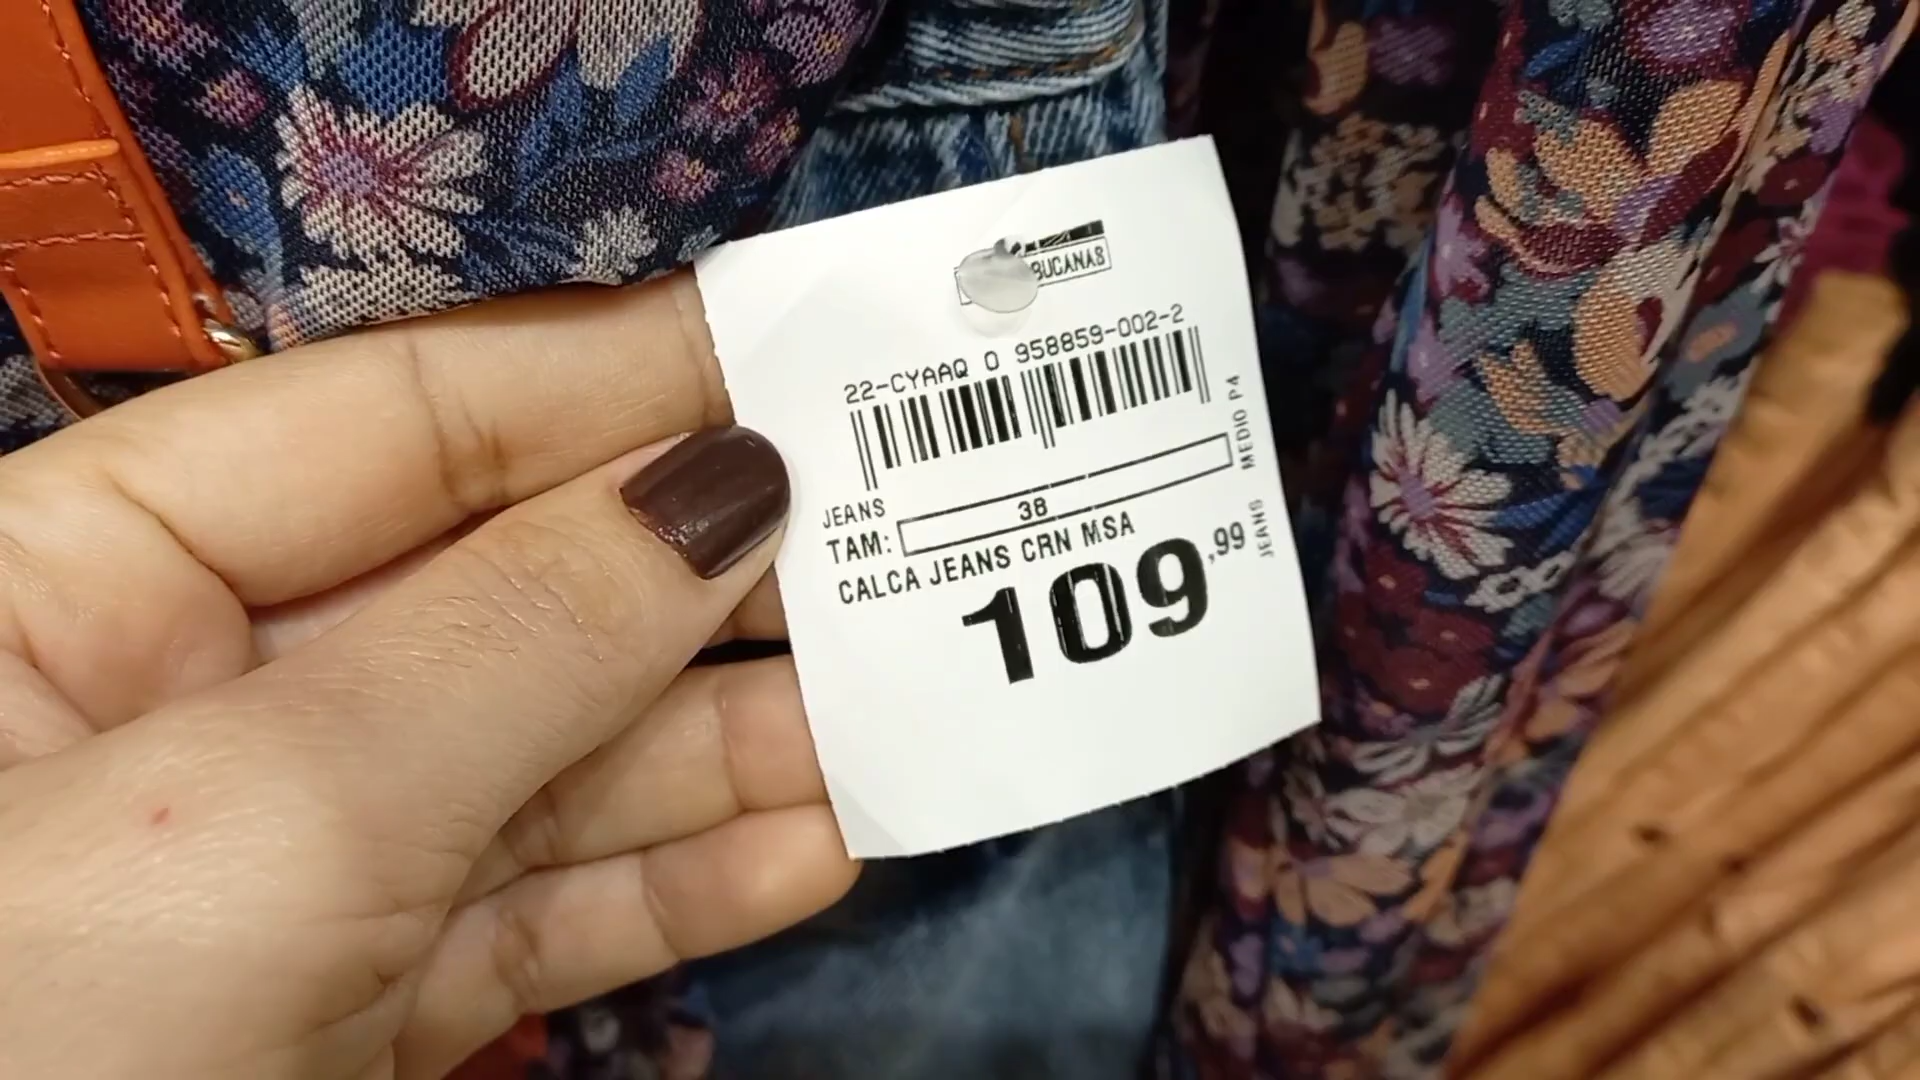 BUCANAS
22-CYAAQ 0 958859-002-2
JEANS
TAM: 38
CALCA JEANS CRN MSA
109,99
MEDIO P4
JEANS